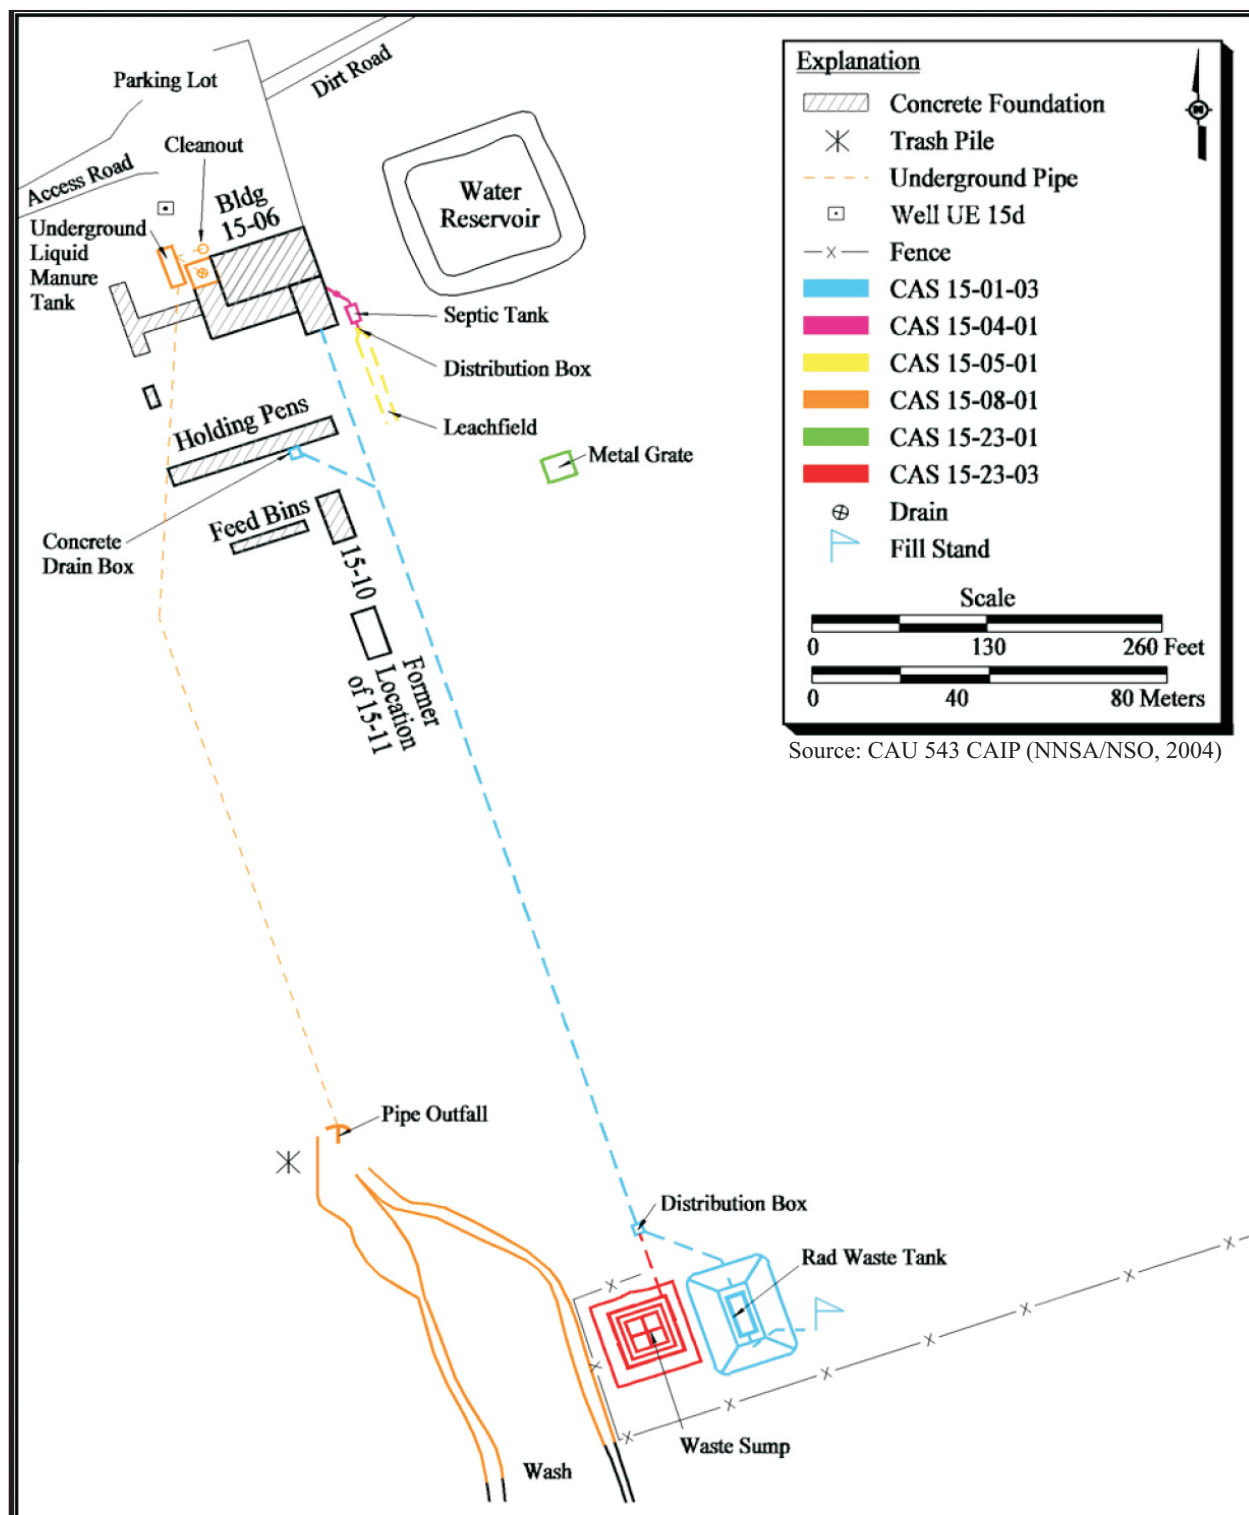 Parking Lot
Dirt Road
Cleanout
Access Road
Bldg
15-06
Underground
Liquid
Manure
Tank
Water
Reservoir
Septic Tank
Distribution Box
Leachfield
Holding Pens
Metal Grate
Feed Bins
Concrete
Drain Box
15-10
Former
Location
of 15-11
Explanation
Concrete Foundation
Trash Pile
Underground Pipe
Well UE 15d
Fence
CAS 15-01-03
CAS 15-04-01
CAS 15-05-01
CAS 15-08-01
CAS 15-23-01
CAS 15-23-03
Drain
Fill Stand
N
Scale
0 130 260 Feet
0 40 80 Meters
Source: CAU 543 CAIP (NNSA/NSO, 2004)
Pipe Outfall
Distribution Box
Rad Waste Tank
Waste Sump
Wash